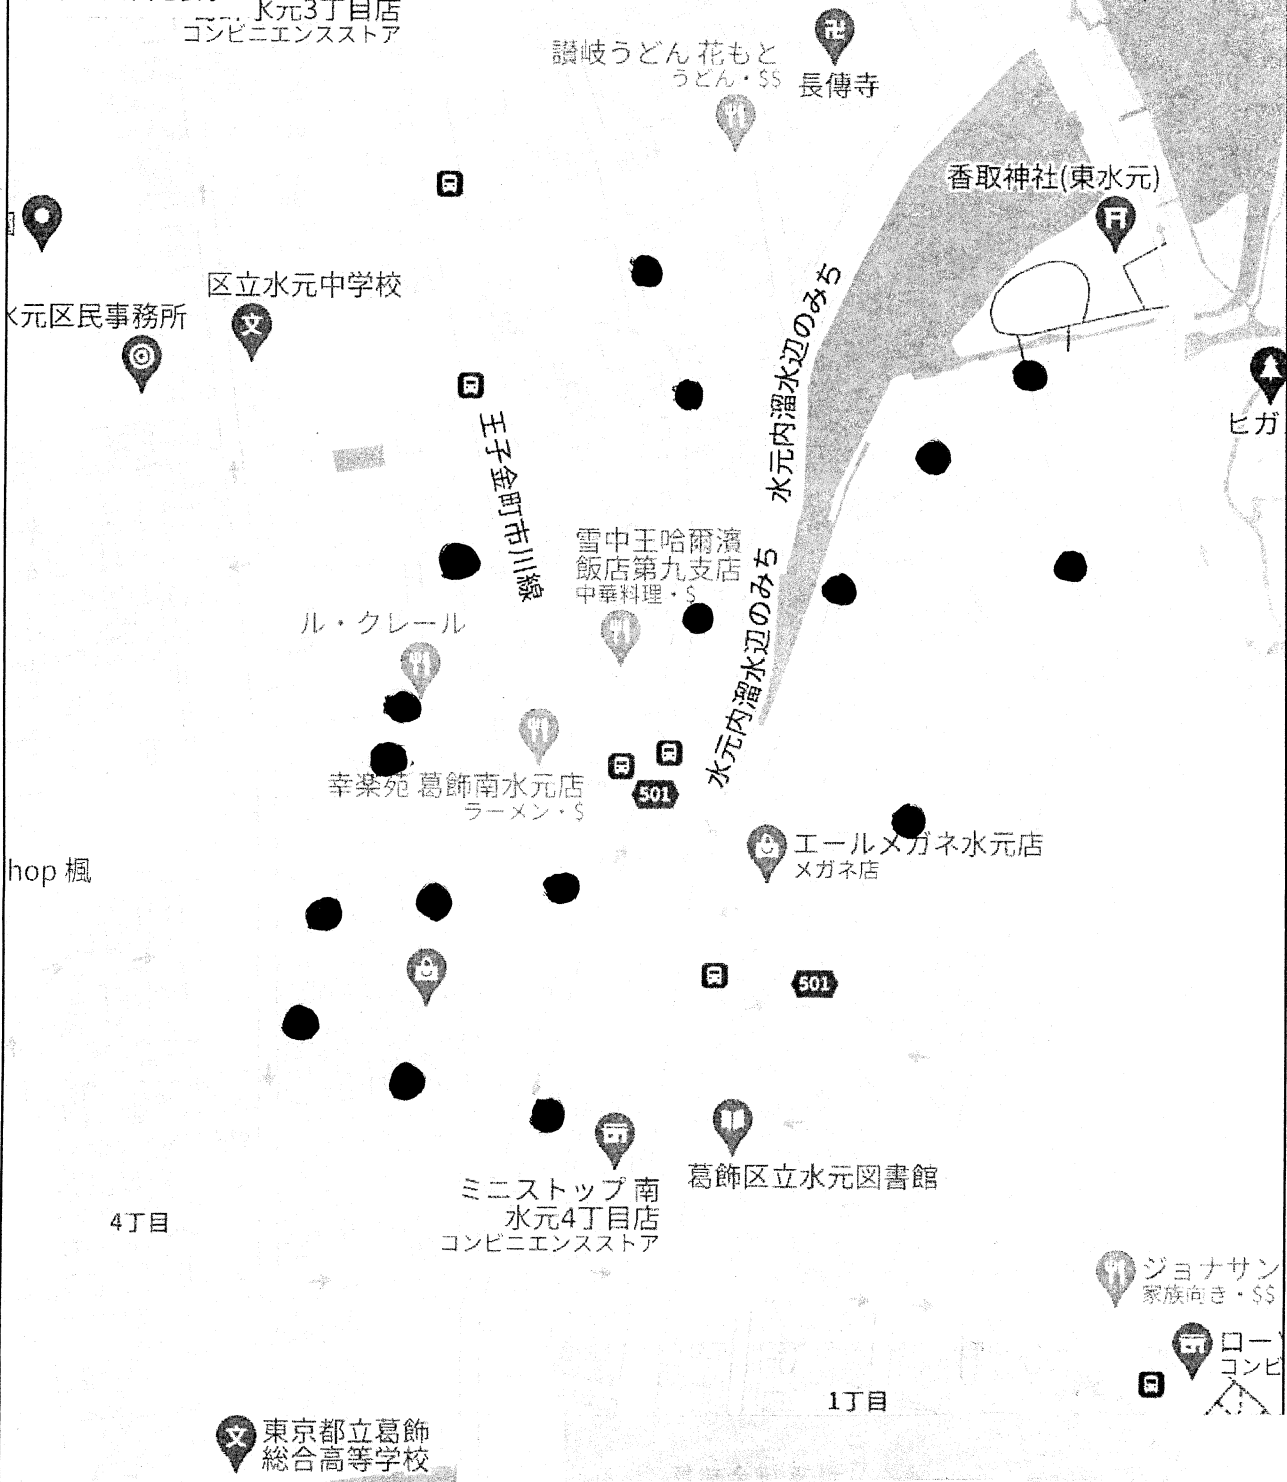 水元3丁目店
コンビニエンスストア
讃岐うどん 花もと
うどん・$$
長傳寺
香取神社(東水元)
区立水元中学校
水元区民事務所
水元内溜水辺のみち
ヒガ
王子金町市川線
雪中王哈爾濱
飯店第九支店
中華料理・$
水元内溜水辺のみち
ル・クレール
幸楽苑 葛飾南水元店
ラーメン・$
501
エールメガネ水元店
メガネ店
hop 楓
501
葛飾区立水元図書館
ミニストップ 南
水元4丁目店
コンビニエンスストア
4丁目
ジョナサン
家族向き・$$
ロー
コンビ
1丁目
東京都立葛飾
総合高等学校